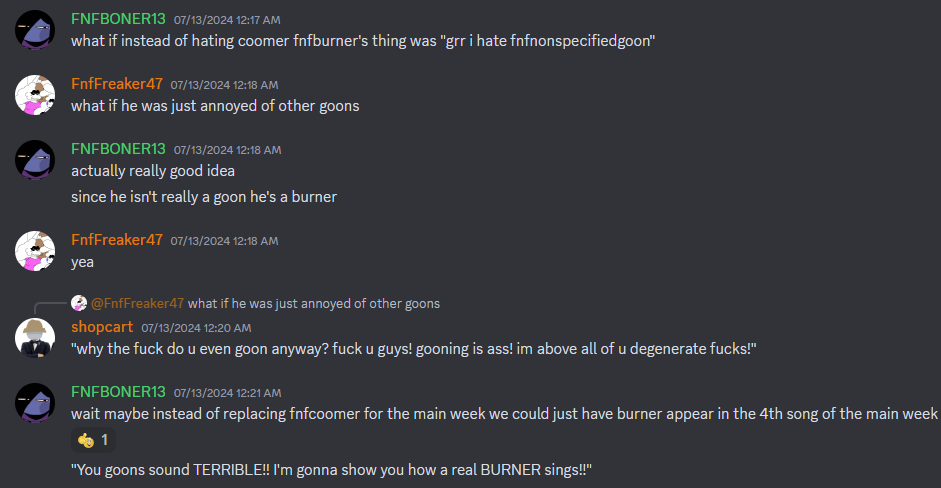 FNFBONER13 07/13/2024 12:17 AM
what if instead of hating coomer fnfburner's thing was "grr i hate fnfnonspecifiedgoon"
FnfFreaker47 07/13/2024 12:18 AM
what if he was just annoyed of other goons
FNFBONER13 07/13/2024 12:18 AM
actually really good idea
since he isn't really a goon he's a burner
FnfFreaker47 07/13/2024 12:18 AM
yea
@FnfFreaker47 what if he was just annoyed of other goons
shopcart 07/13/2024 12:20 AM
"why the fuck do u even goon anyway? fuck u guys! gooning is ass! im above all of u degenerate fucks!"
FNFBONER13 07/13/2024 12:21 AM
wait maybe instead of replacing fnfcoomer for the main week we could just have burner appear in the 4th song of the main week
1
"You goons sound TERRIBLE!! I'm gonna show you how a real BURNER sings!!"